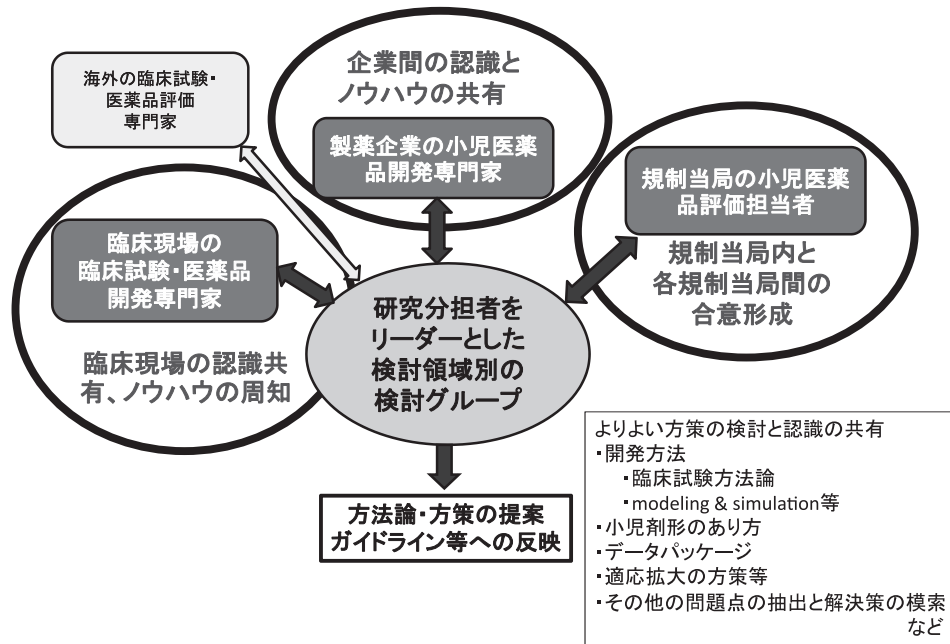 海外の臨床試験・
医薬品評価
専門家
企業間の認識と
ノウハウの共有
製薬企業の小児医薬
品開発専門家
規制当局の小児医薬
品評価担当者
規制当局内と
各規制当局間の
合意形成
臨床現場の
臨床試験・医薬品
開発専門家
臨床現場の認識共
有、ノウハウの周知
研究分担者を
リーダーとした
検討領域別の
検討グループ
方法論・方策の提案
ガイドライン等への反映
よりよい方策の検討と認識の共有
・開発方法
・臨床試験方法論
・modeling & simulation等
・小児剤形のあり方
・データパッケージ
・適応拡大の方策等
・その他の問題点の抽出と解決策の模索
など